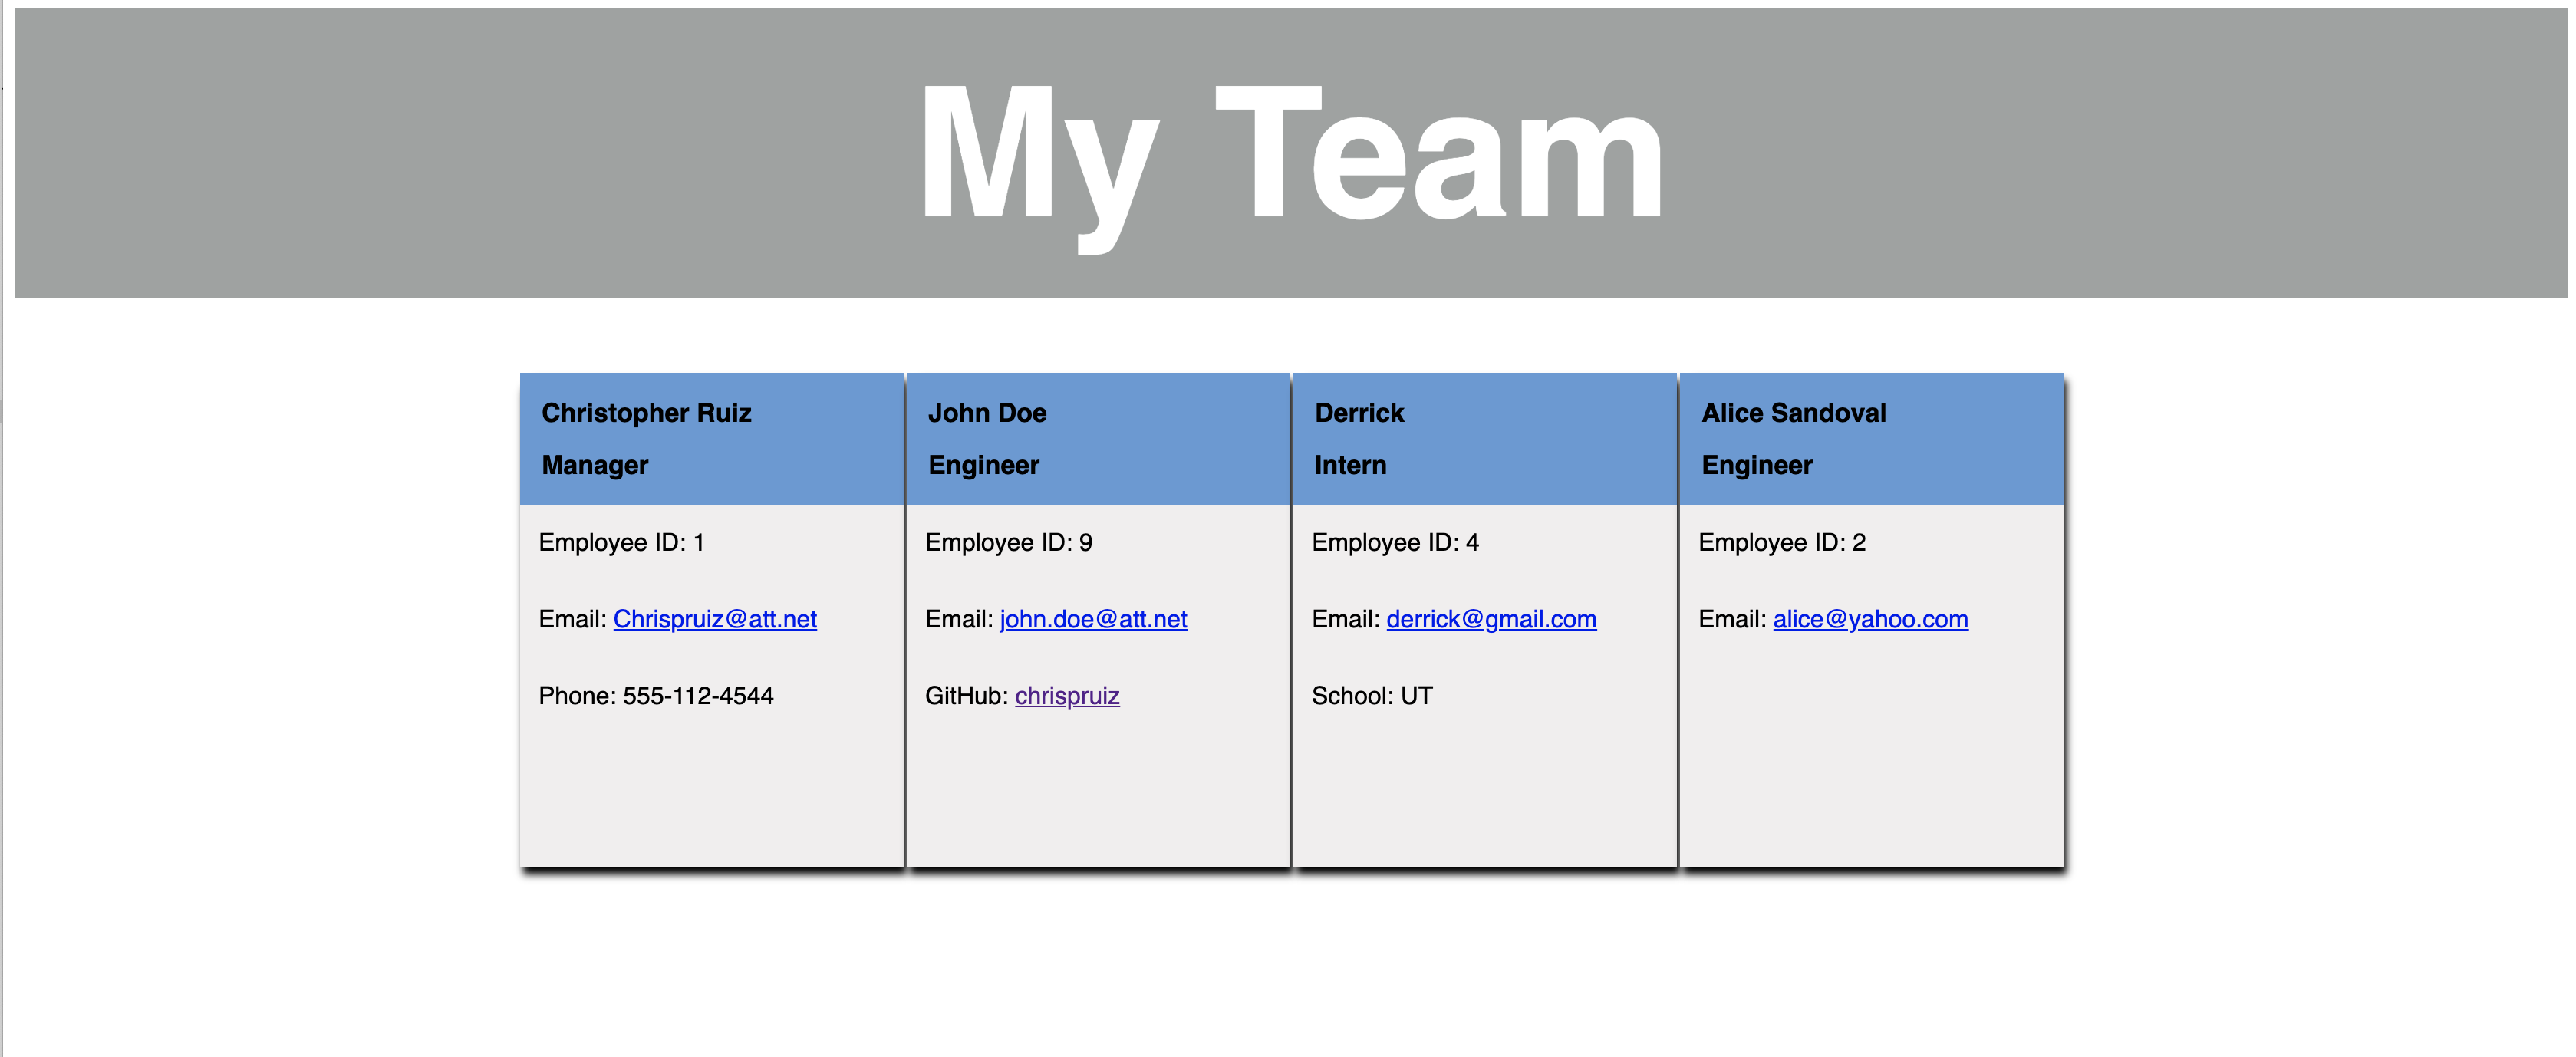 My Team
Christopher Ruiz
Manager
Employee ID: 1
Email: Chrispruiz@att.net
Phone: 555-112-4544
John Doe
Engineer
Employee ID: 9
Email: john.doe@att.net
GitHub: chrispruiz
Derrick
Intern
Employee ID: 4
Email: derrick@gmail.com
School: UT
Alice Sandoval
Engineer
Employee ID: 2
Email: alice@yahoo.com